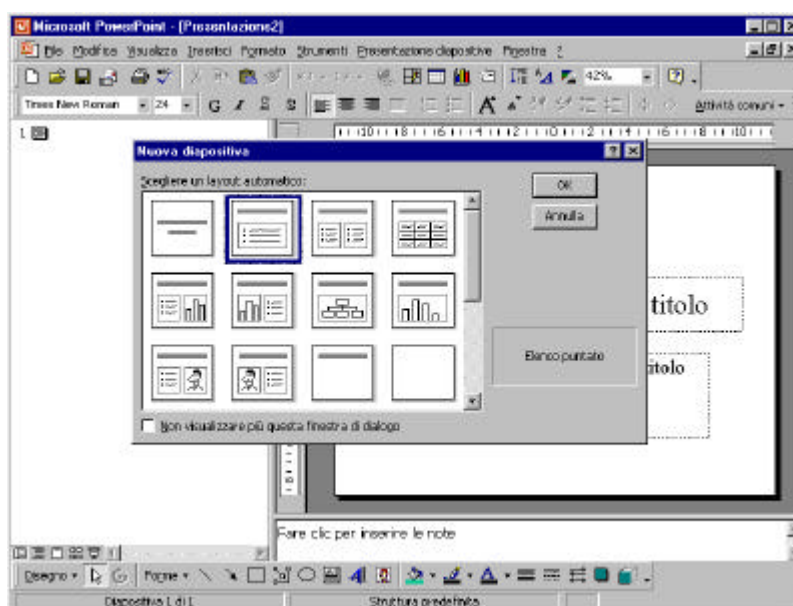 Microsoft PowerPoint - [Presentazione2]
File Modifica Visualizza Inserisci Formato Strumenti Presentazione diapositive Finestra ?
42%
Times New Roman 24 G I S S Attività comuni
1
Nuova diapositiva
Scegliere un layout automatico:
OK
Annulla
titolo
Elenco puntato
itolo
Non visualizzare più questa finestra di dialogo
Fare clic per inserire le note
Disegno Forme
Diapositiva 1 di 1 Struttura predefinita